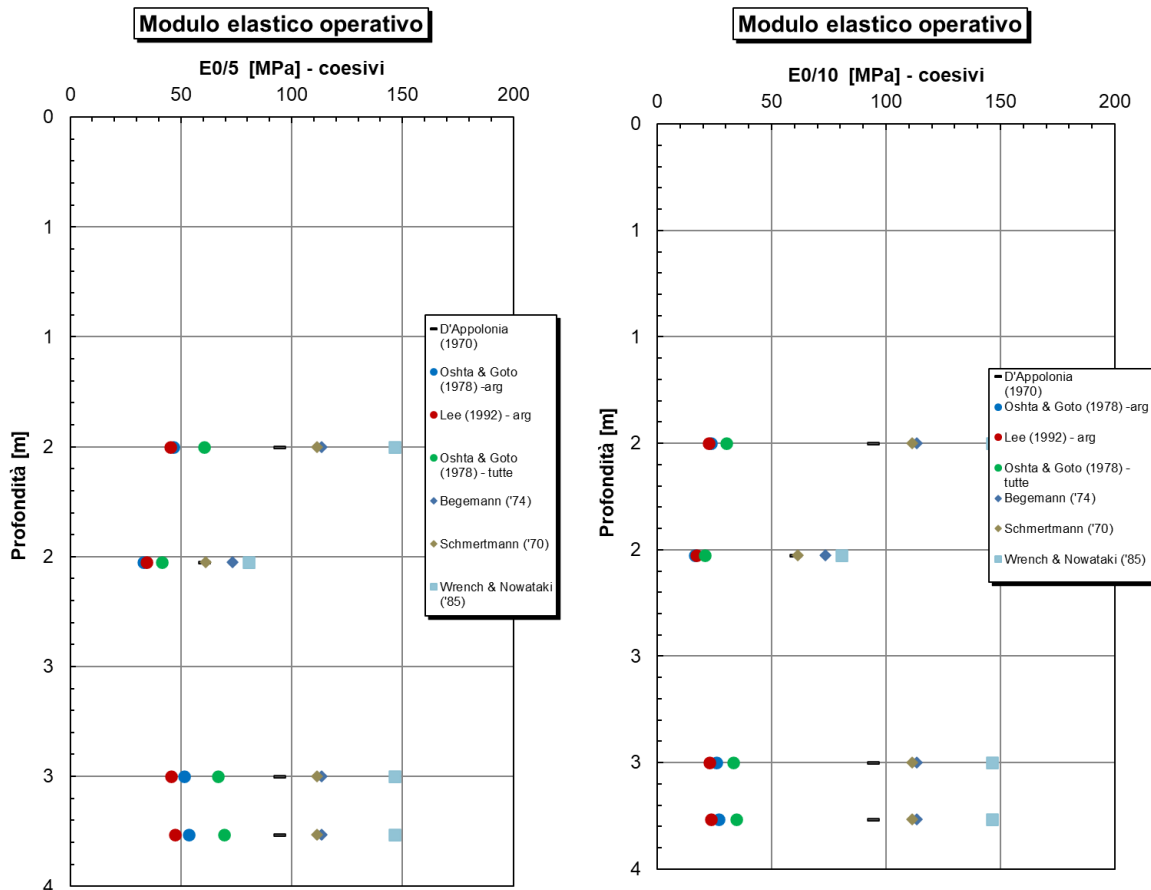 Modulo elastico operativo
E0/5 [MPa] - coesivi
0 50 100 150 200
0
1
1
2
2
3
3
4
Profondità [m]
D'Appolonia
(1970)
Oshta & Goto
(1978) -arg
Lee (1992) - arg
Oshta & Goto
(1978) - tutte
Begemann ('74)
Schmertmann ('70)
Wrench & Nowataki
('85)
Modulo elastico operativo
E0/10 [MPa] - coesivi
0 50 100 150 200
0
1
1
2
2
3
3
4
Profondità [m]
D'Appolonia
(1970)
Oshta & Goto (1978) -arg
Lee (1992) - arg
Oshta & Goto (1978) -
tutte
Begemann ('74)
Schmertmann ('70)
Wrench & Nowataki ('85)